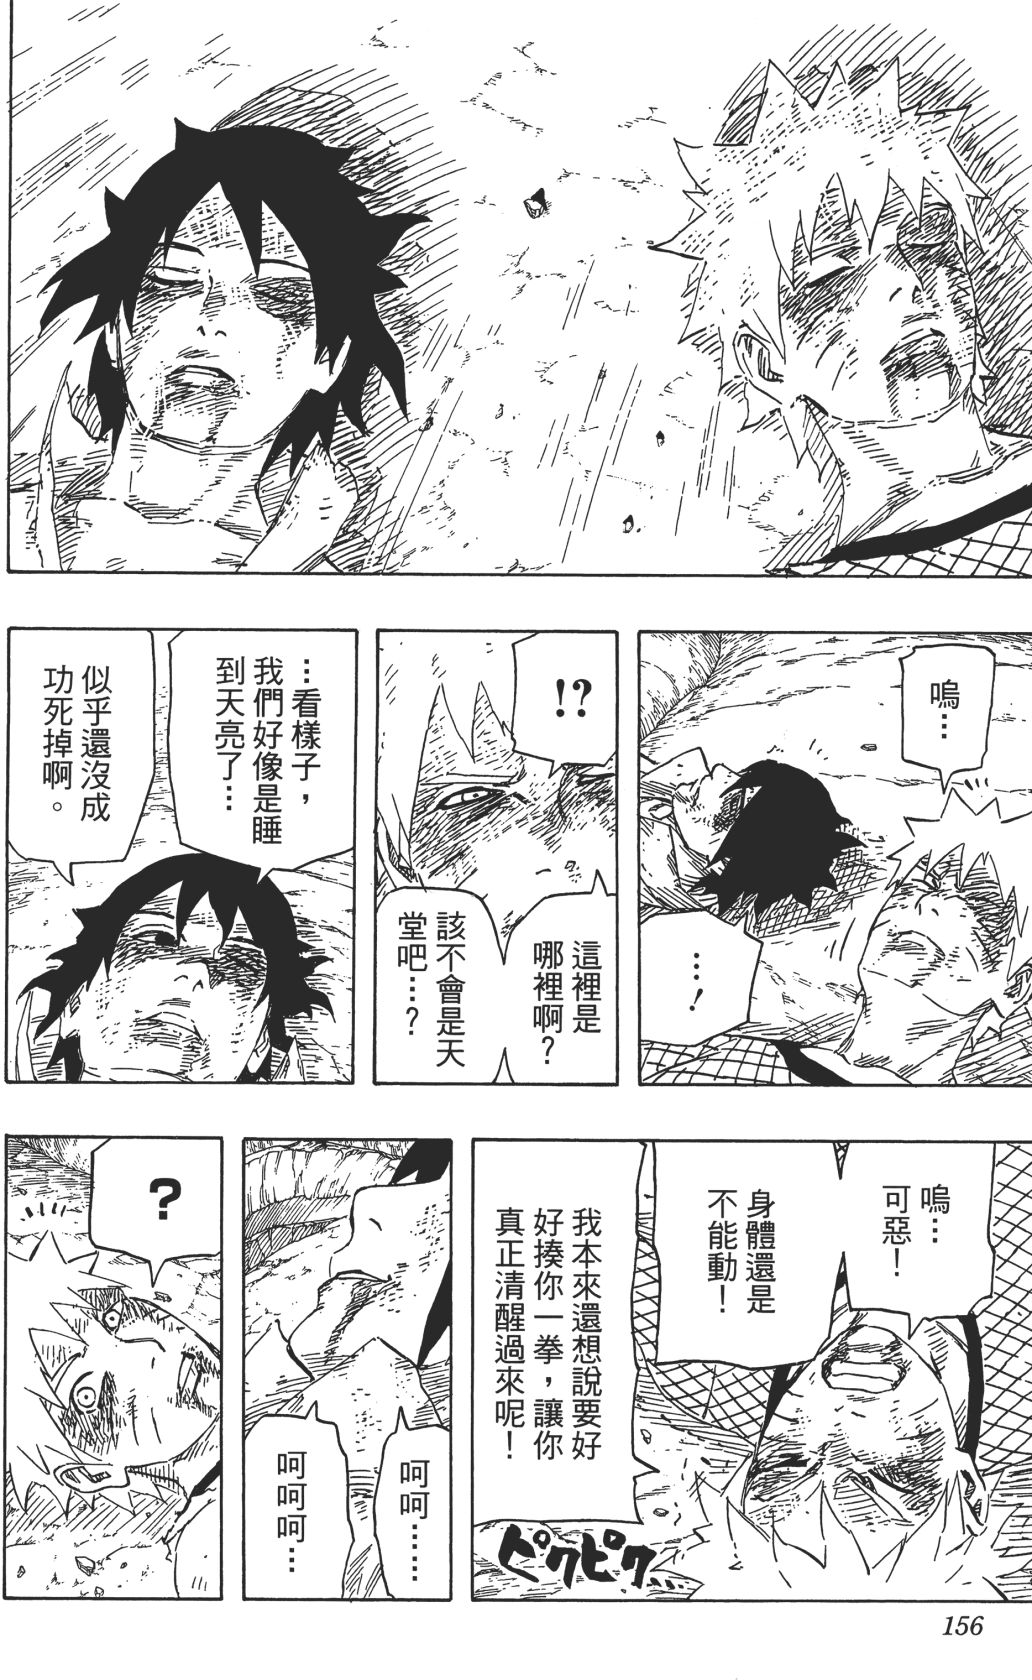 嗚…
…！
！？
這裡是
哪裡啊？
該不會是天
堂吧…？
…看樣子，
我們好像是睡
到天亮了…
似乎還沒成
功死掉啊。
嗚…
可惡！
身體還是
不能動！
我本來還想說要好
好揍你一拳，讓你
真正清醒過來呢！
ピクピク…
呵呵……
呵呵呵…
？
156